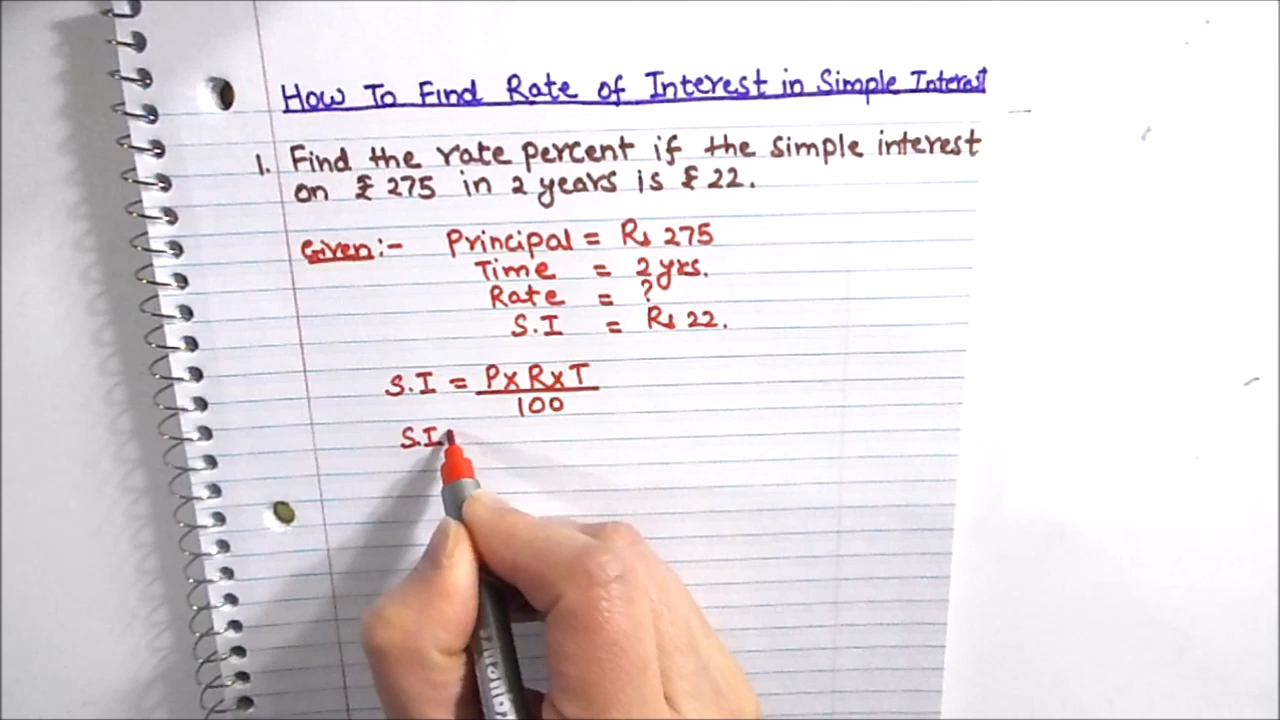 How To Find Rate of Interest in Simple Interest
1. Find the rate percent if the simple interest
on ₹ 275 in 2 years is ₹ 22.
Given:- Principal = Rs 275
Time = 2 yrs.
Rate = ?
S.I = Rs 22.
S.I = P x R x T
100
S.I